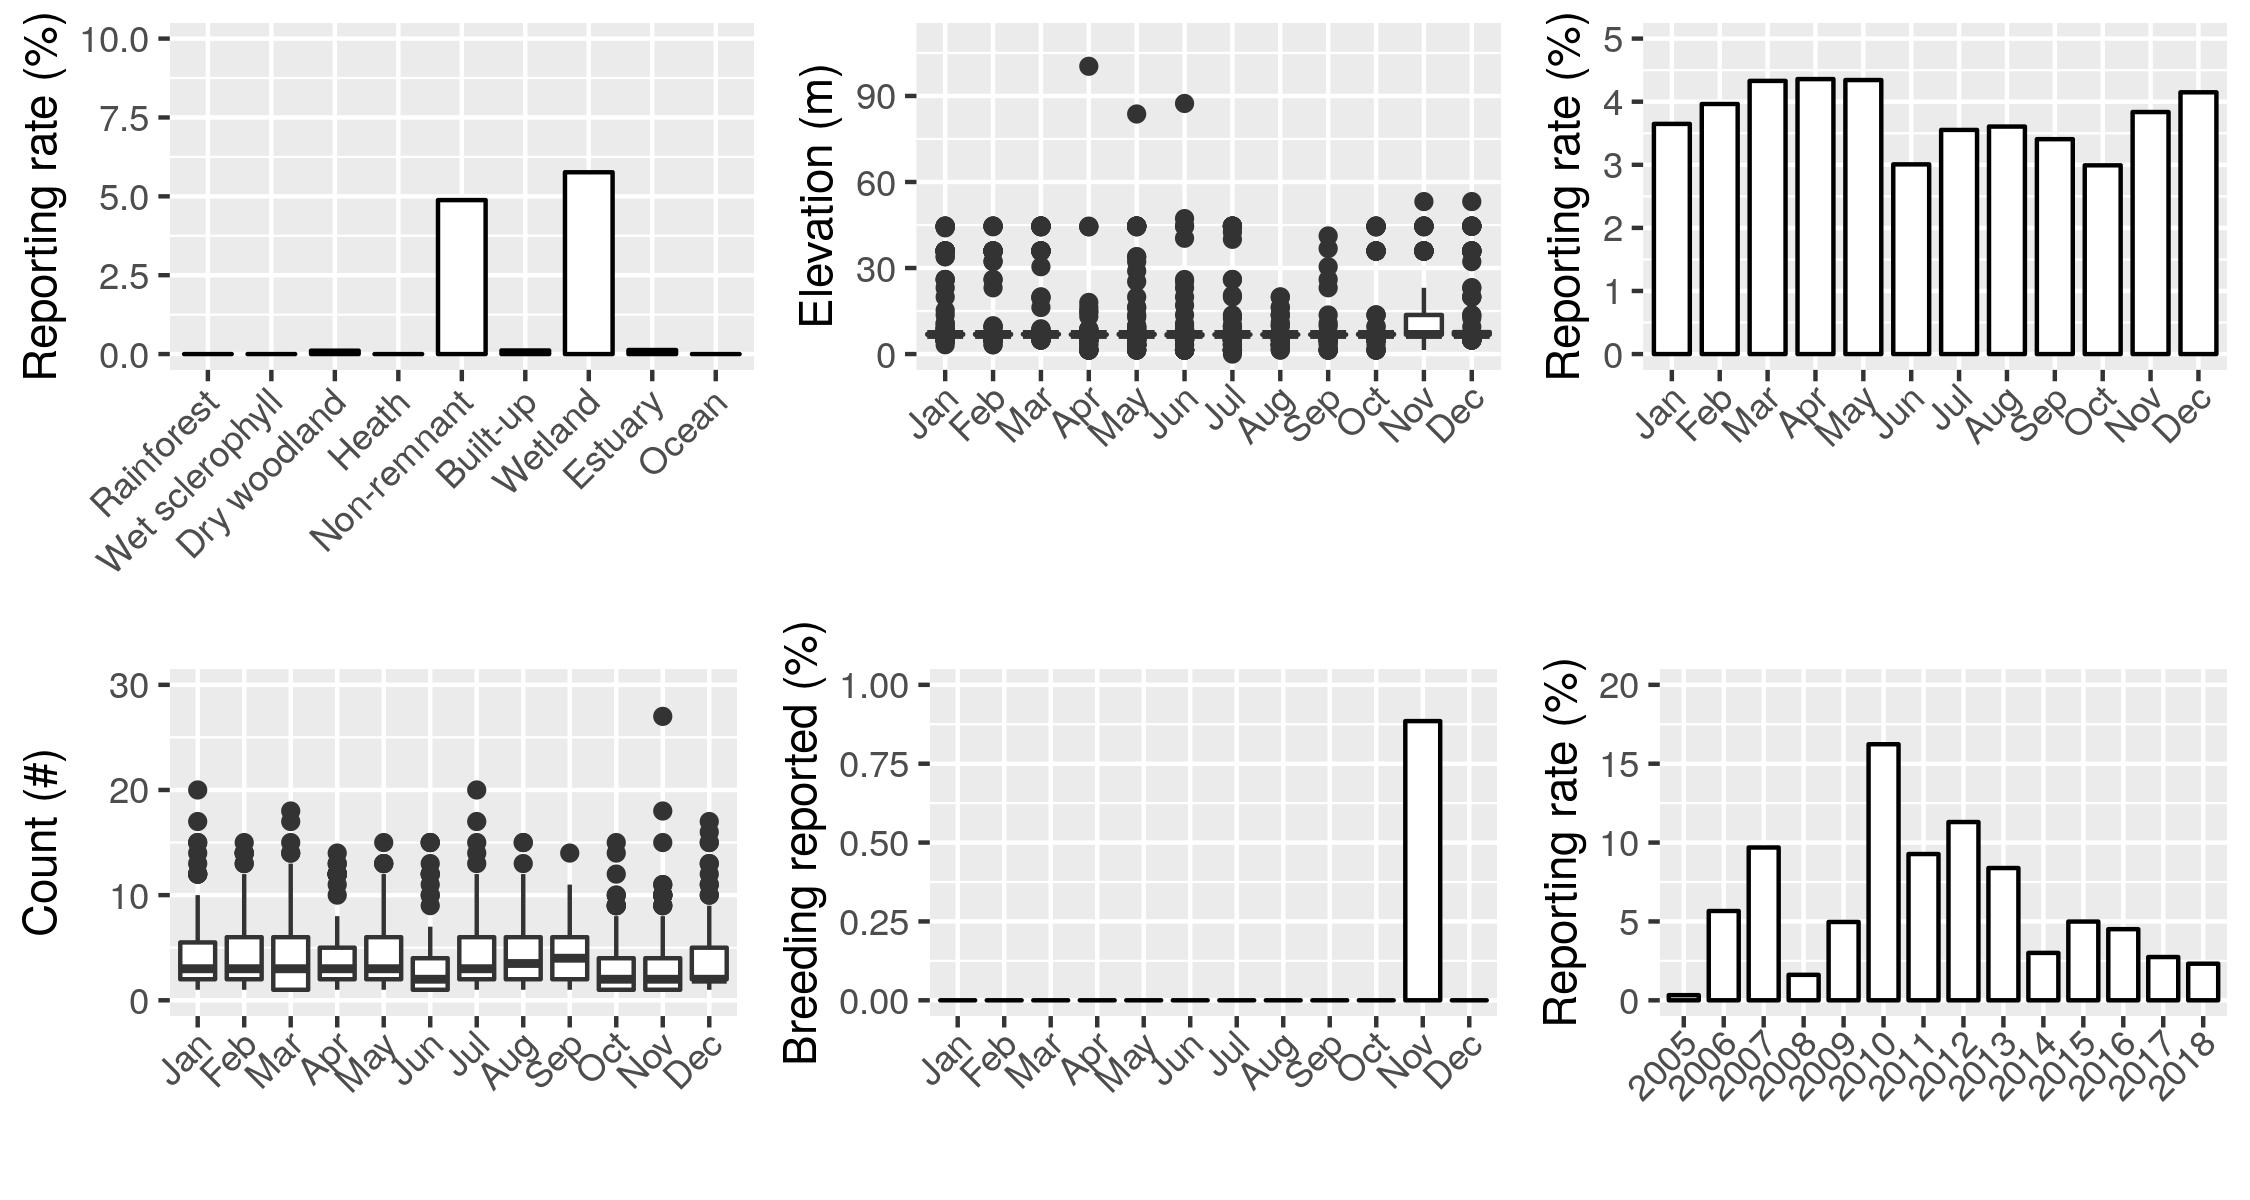 Reporting rate (%)
10.0
7.5
5.0
2.5
0.0
Rainforest
Wet sclerophyll
Dry woodland
Heath
Non-remnant
Built-up
Wetland
Estuary
Ocean
Elevation (m)
90
60
30
0
Jan
Feb
Mar
Apr
May
Jun
Jul
Aug
Sep
Oct
Nov
Dec
Reporting rate (%)
5
4
3
2
1
0
Jan
Feb
Mar
Apr
May
Jun
Jul
Aug
Sep
Oct
Nov
Dec
Count (#)
30
20
10
0
Jan
Feb
Mar
Apr
May
Jun
Jul
Aug
Sep
Oct
Nov
Dec
Breeding reported (%)
1.00
0.75
0.50
0.25
0.00
Jan
Feb
Mar
Apr
May
Jun
Jul
Aug
Sep
Oct
Nov
Dec
Reporting rate (%)
20
15
10
5
0
2005
2006
2007
2008
2009
2010
2011
2012
2013
2014
2015
2016
2017
2018